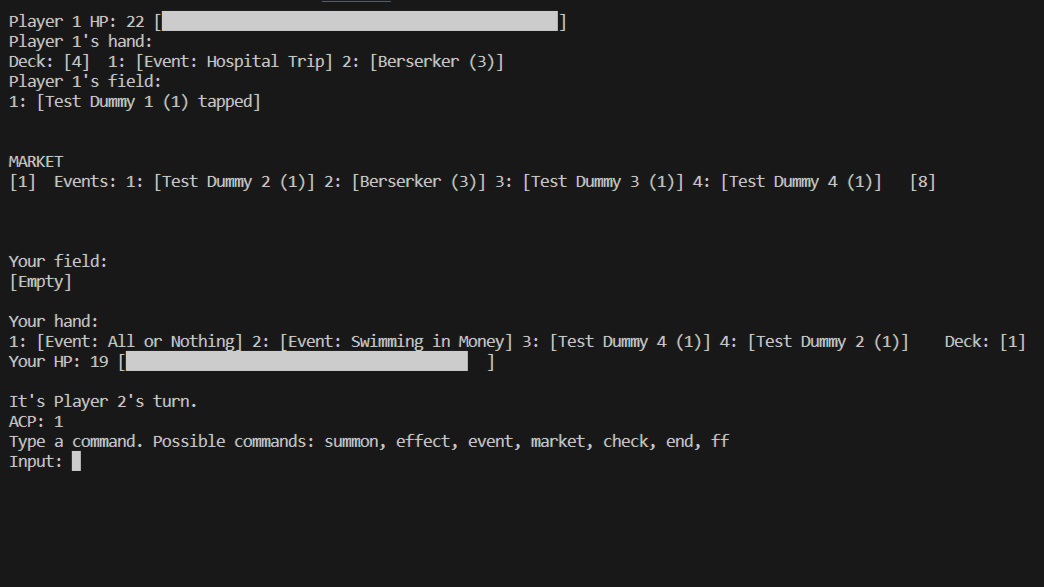 Player 1 HP: 22 [                                            ]
Player 1's hand:
Deck: [4]  1: [Event: Hospital Trip] 2: [Berserker (3)]
Player 1's field:
1: [Test Dummy 1 (1) tapped]
MARKET
[1]  Events: 1: [Test Dummy 2 (1)] 2: [Berserker (3)] 3: [Test Dummy 3 (1)] 4: [Test Dummy 4 (1)]   [8]
Your field:
[Empty]
Your hand:
1: [Event: All or Nothing] 2: [Event: Swimming in Money] 3: [Test Dummy 4 (1)] 4: [Test Dummy 2 (1)]    Deck: [1]
Your HP: 19 [                                        ]
It's Player 2's turn.
ACP: 1
Type a command. Possible commands: summon, effect, event, market, check, end, ff
Input: